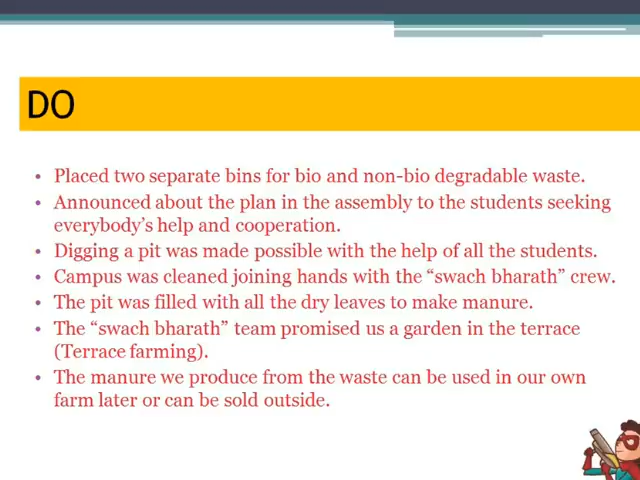 DO
• Placed two separate bins for bio and non-bio degradable waste.
• Announced about the plan in the assembly to the students seeking
everybody’s help and cooperation.
• Digging a pit was made possible with the help of all the students.
• Campus was cleaned joining hands with the “swach bharath” crew.
• The pit was filled with all the dry leaves to make manure.
• The “swach bharath” team promised us a garden in the terrace
(Terrace farming).
• The manure we produce from the waste can be used in our own
farm later or can be sold outside.